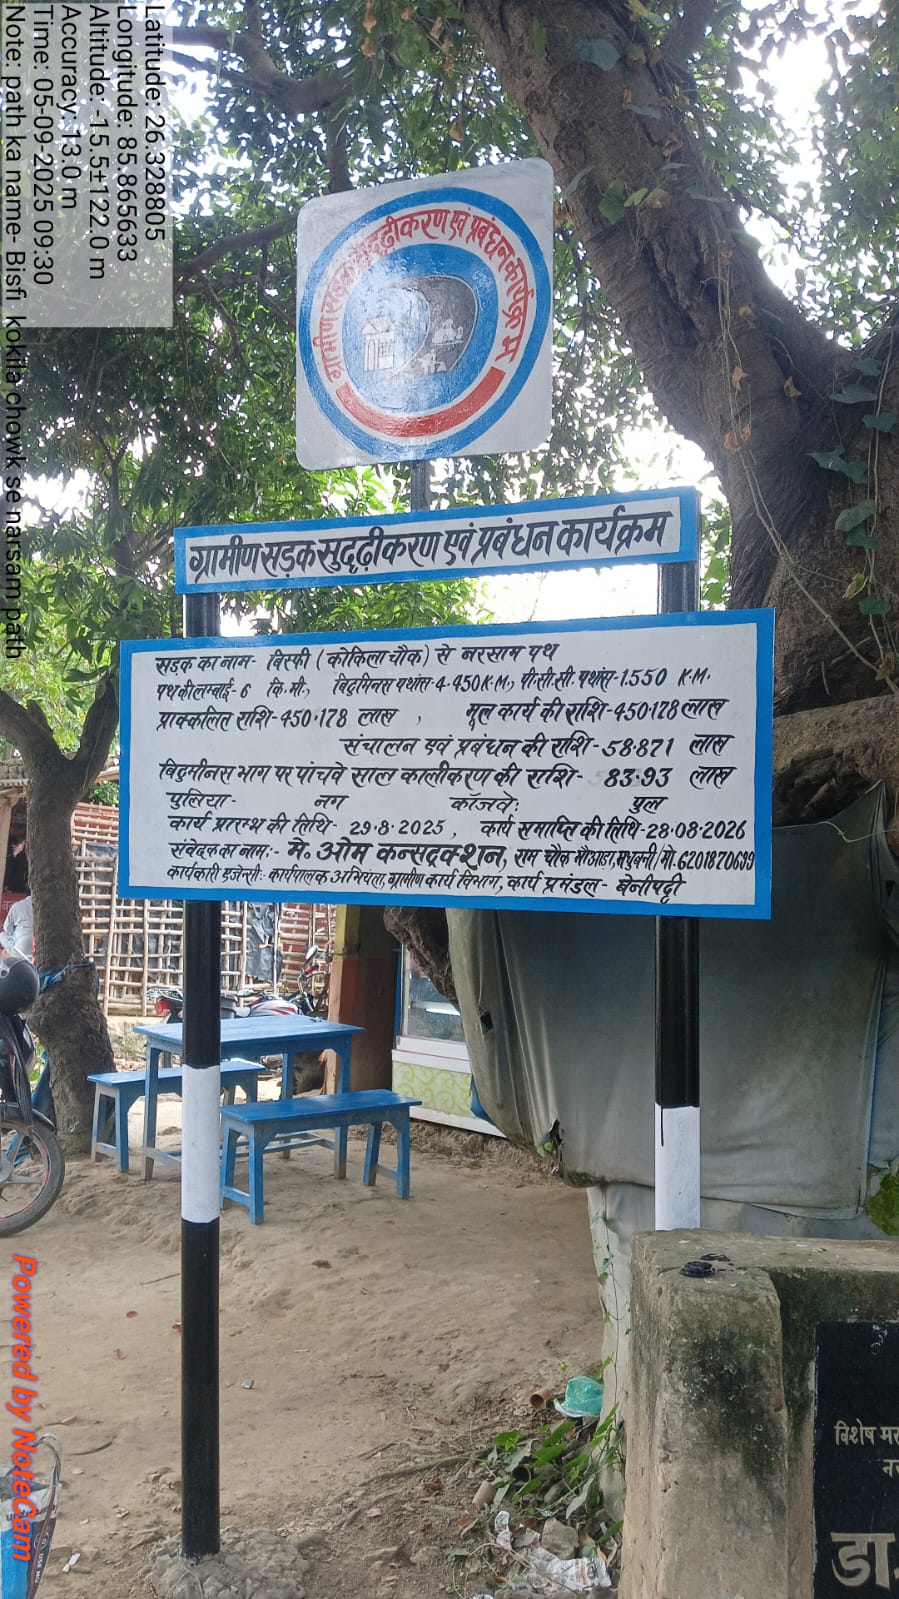 Latitude: 26.328805
Longitude: 85.865633
Altitude:-15.5±122.0 m
Accuracy: 13.0 m
Time: 05-09-2025 09:30
Note: path ka name- Bisfi kokila chowk se narsam path
ग्रामीण सड़क सुदृढ़ीकरण एवं प्रबंधन कार्यक्रम
ग्रामीण सड़क सुदृढ़ीकरण एवं प्रबंधन कार्यक्रम
सड़क का नाम- बिस्फी (कोकिला चौक) से नरसाम पथ
पथ की लम्बाई- 6 कि.मी., बिटुमिनस पथांस- 4.450 K.M., पी.सी.सी. पथांस-1.550 K.M.
प्राक्कलित राशि-450.178 लाख , मूल कार्य की राशि-450.178 लाख
संचालन एवं प्रबंधन की राशि-58.871 लाख
बिटुमीनस भाग पर पांचवे साल कालीकरण की राशि- 83.93 लाख
पुलिया- नग कॉजवे: पुल
कार्य प्रारम्भ की तिथि- 29.8.2025, कार्य समाप्ति की तिथि-28.08.2026
संवेदक का नाम:- मे. ओम कन्सट्रक्शन, राम चौक भौआड़ा, मधुबनी/मो. 6201870699
कार्यकारी एजेन्सी: कार्यपालक अभियंता, ग्रामीण कार्य विभाग, कार्य प्रमंडल- बेनीपट्टी
विशेष मर
डा.
Powered by NoteCam